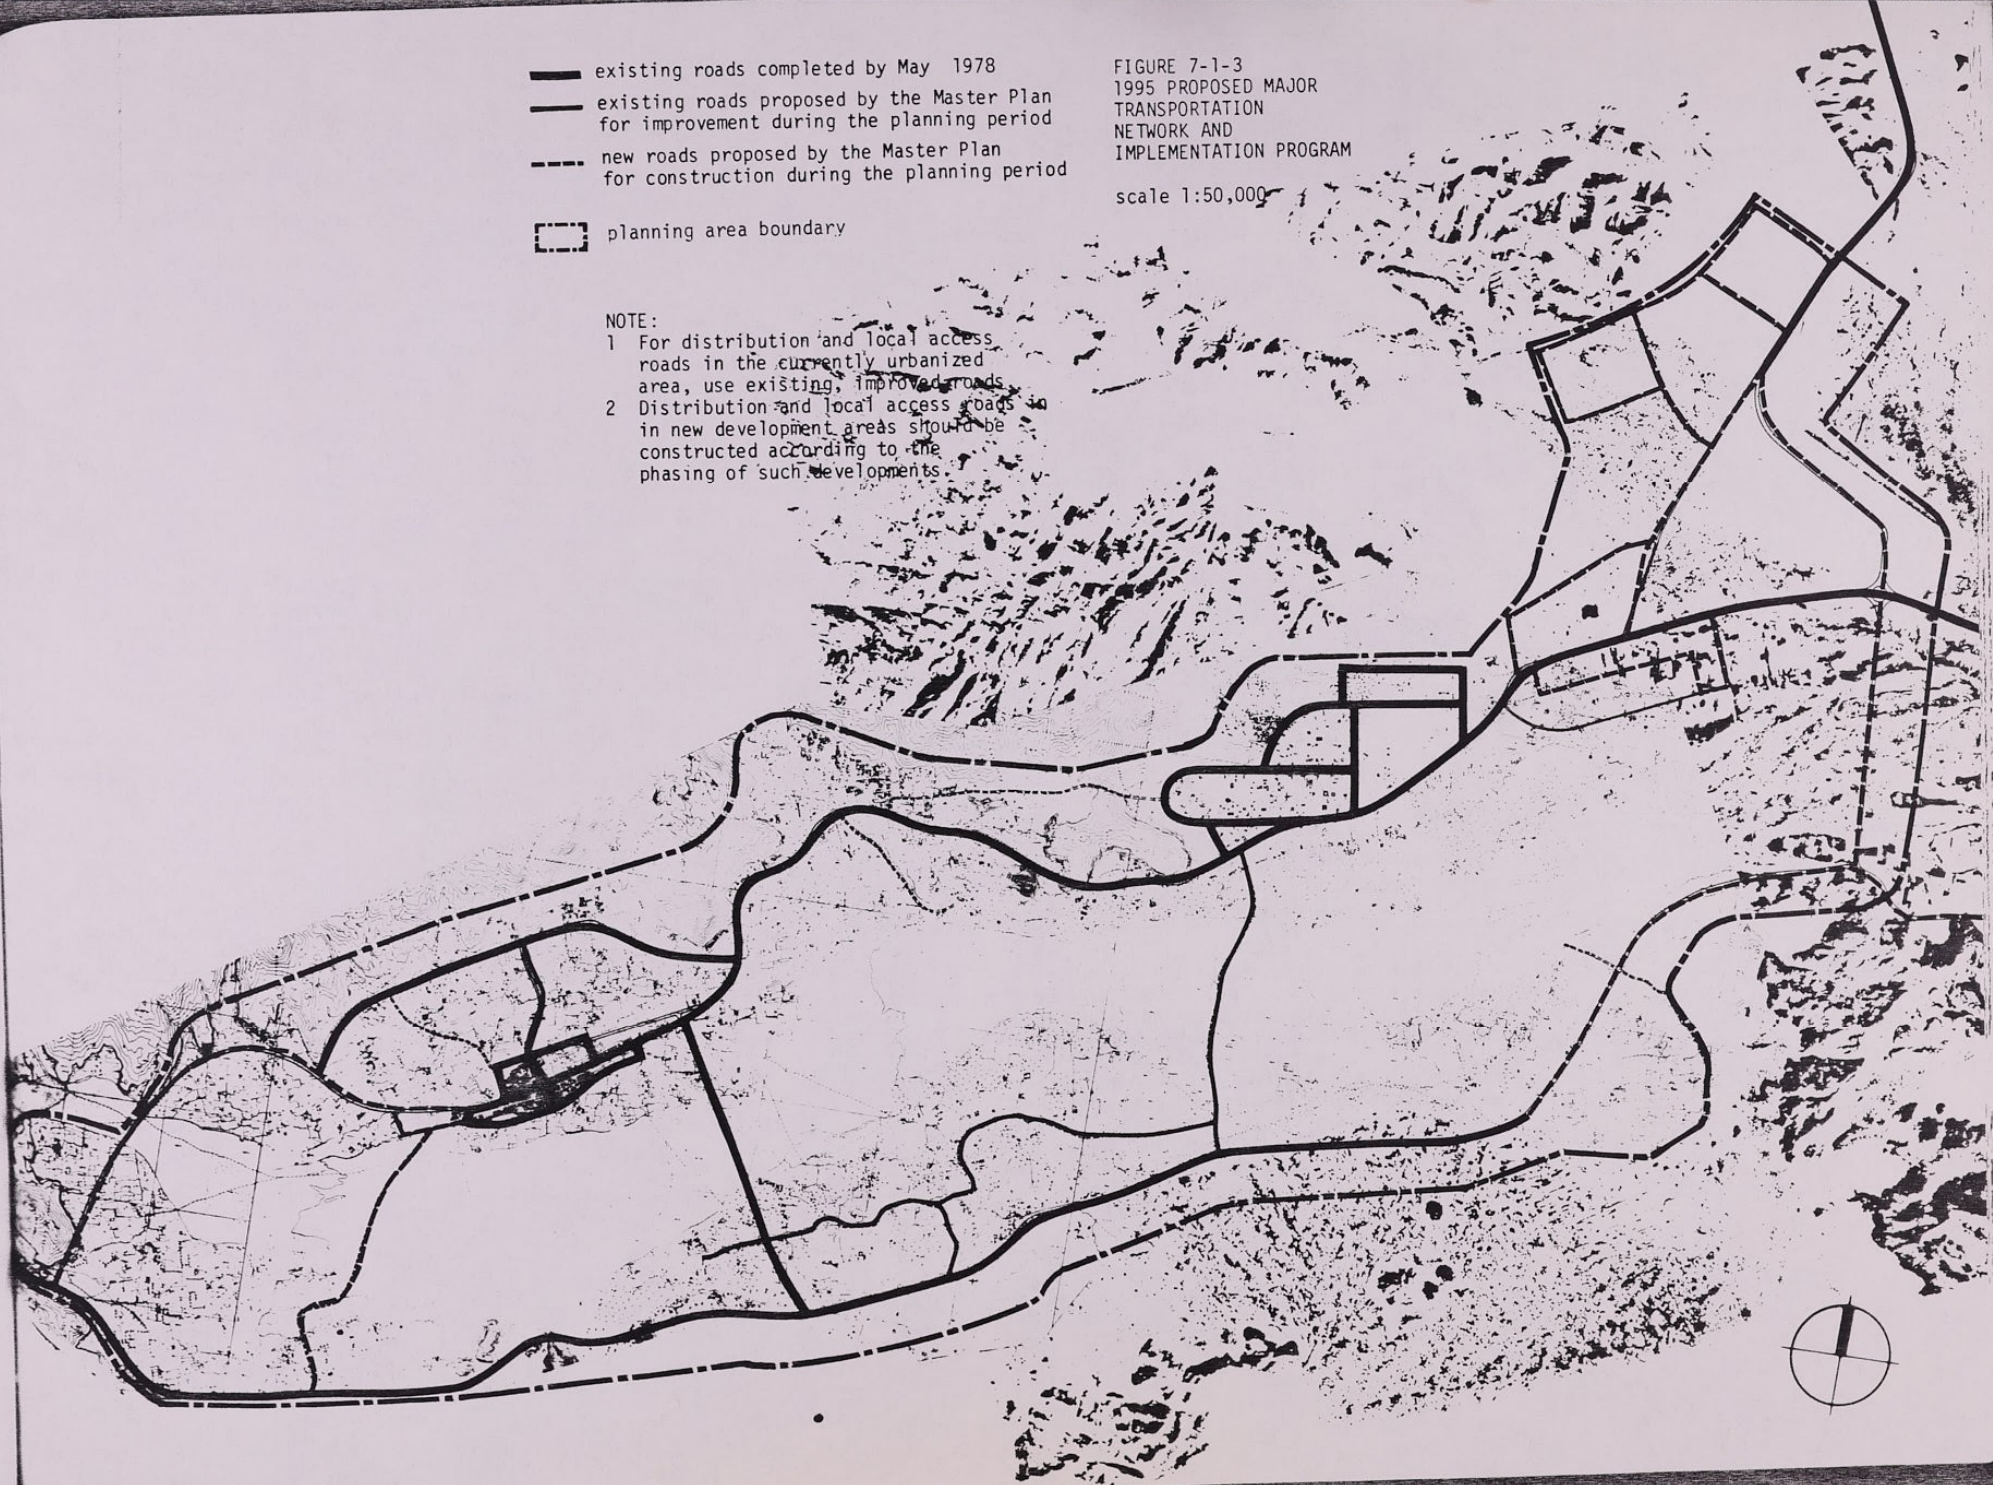 existing roads completed by May 1978
existing roads proposed by the Master Plan
for improvement during the planning period
new roads proposed by the Master Plan
for construction during the planning period
planning area boundary
FIGURE 7-1-3
1995 PROPOSED MAJOR
TRANSPORTATION
NETWORK AND
IMPLEMENTATION PROGRAM
scale 1:50,000
NOTE:
1 For distribution and local access
roads in the currently urbanized
area, use existing, improved roads
2 Distribution and local access roads in
in new development areas should be
constructed according to the
phasing of such developments.